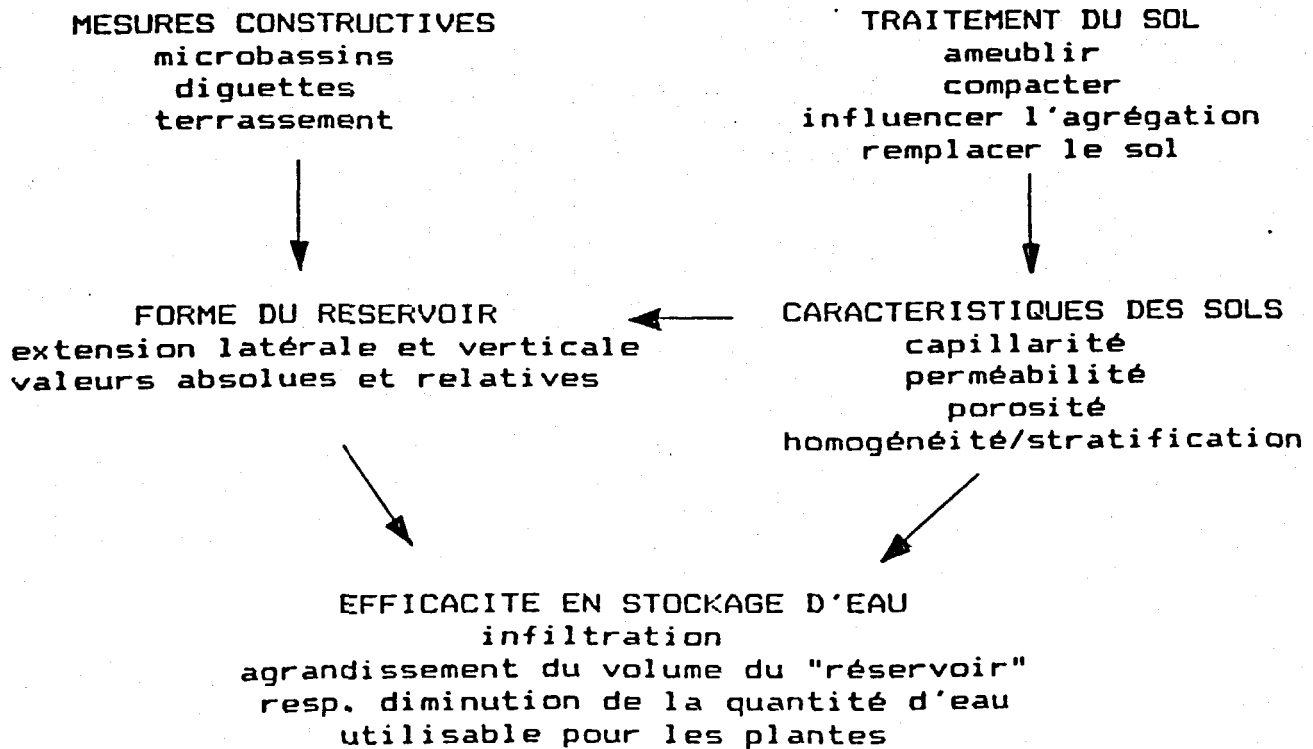 MESURES CONSTRUCTIVES
microbassins
diguettes
terrassement
TRAITEMENT DU SOL
ameublir
compacter
influencer l'agrégation
remplacer le sol
FORME DU RESERVOIR
extension latérale et verticale
valeurs absolues et relatives
CARACTERISTIQUES DES SOLS
capillarité
perméabilité
porosité
homogénéité/stratification
EFFICACITE EN STOCKAGE D'EAU
infiltration
agrandissement du volume du "réservoir"
resp. diminution de la quantité d'eau
utilisable pour les plantes